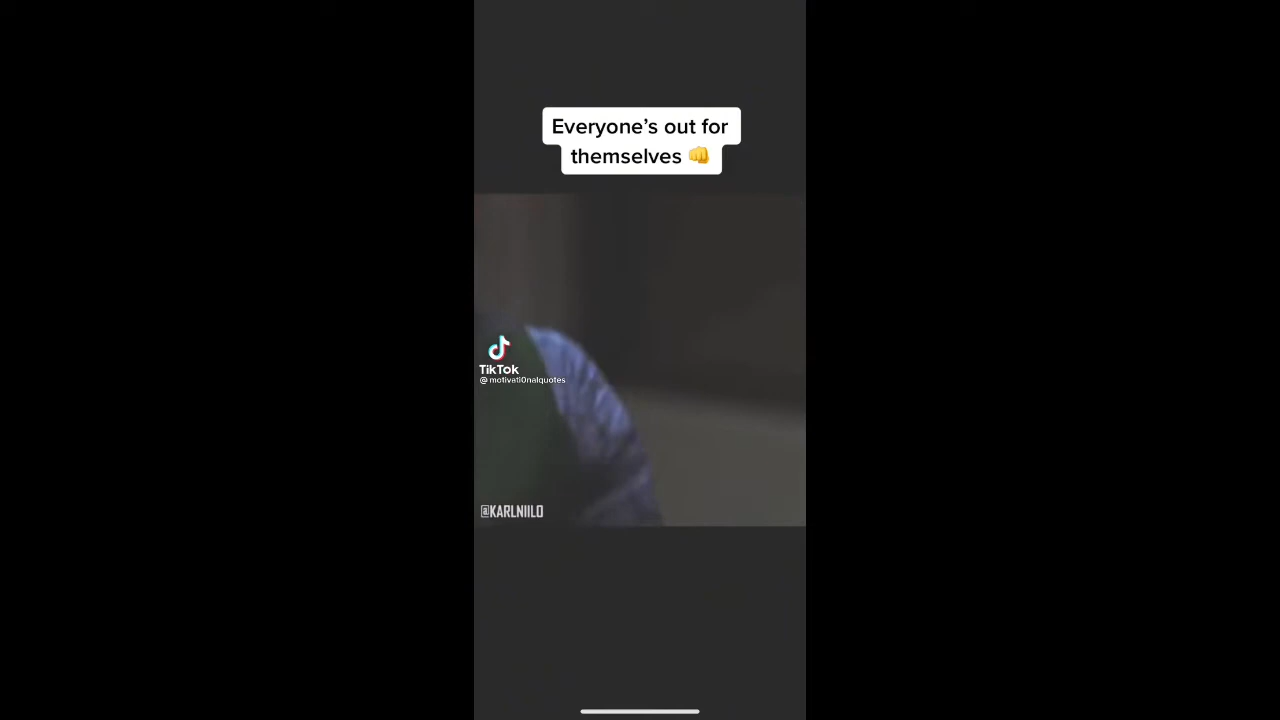 Everyone’s out for
themselves 👊
TikTok
@motivati0nalquotes
@KARLNIILO